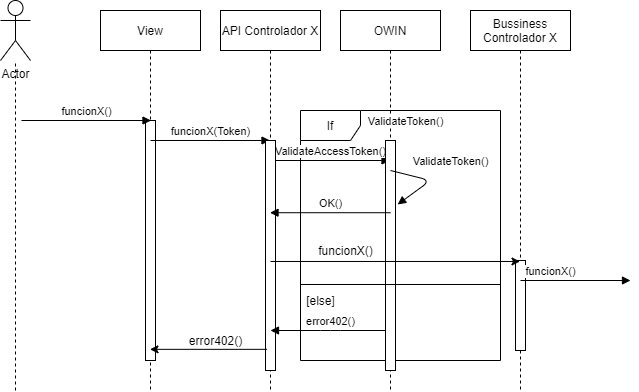 Actor
View
API Controlador X
OWIN
Bussiness
Controlador X
funcionX()
If
ValidateToken()
funcionX(Token)
ValidateAccessToken()
ValidateToken()
OK()
funcionX()
funcionX()
[else]
error402()
error402()